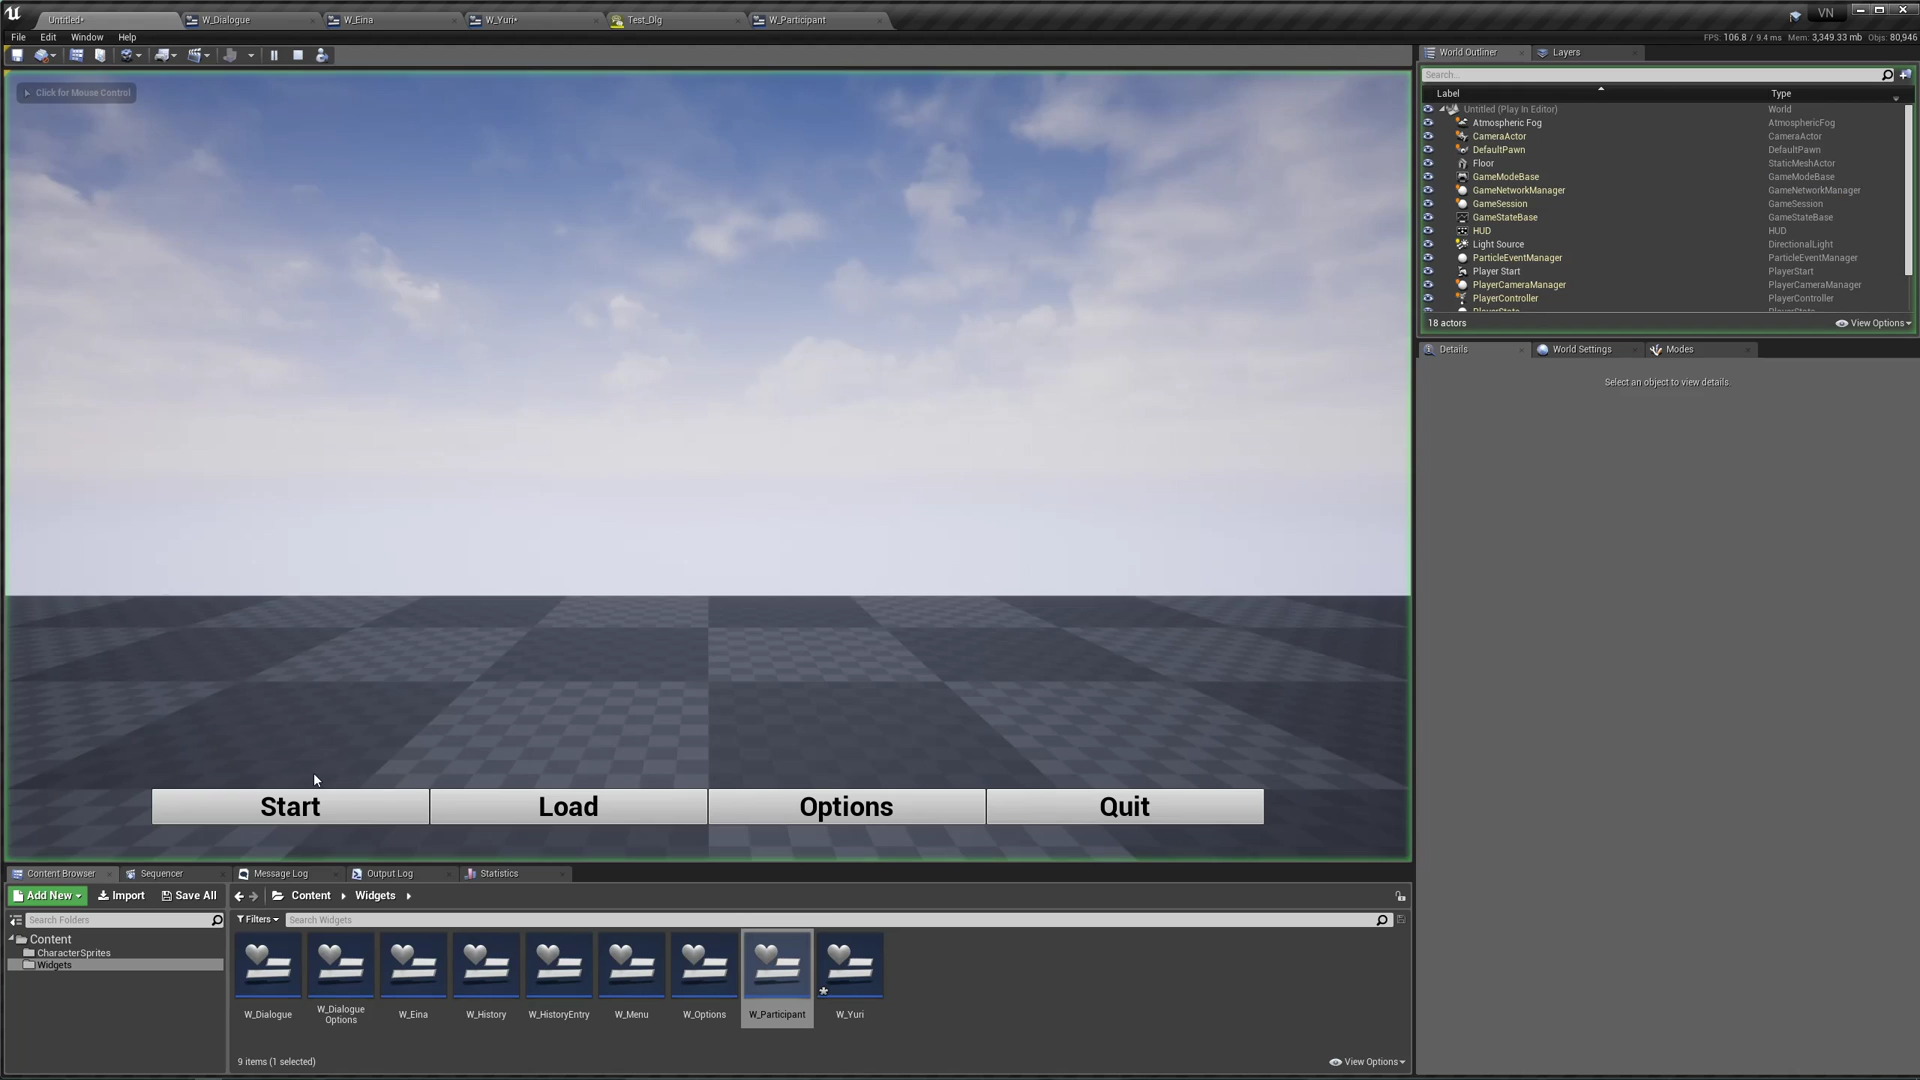 Untitled*
W_Dialogue
W_Eina
W_Yuri*
Test_Dlg
W_Participant
VN
File Edit Window Help
FPS: 106.8 / 9.4 ms Mem: 3,349.33 mb Objs: 80,946
Click for Mouse Control
World Outliner
Layers
Search...
Label Type
Untitled (Play In Editor) World
Atmospheric Fog AtmosphericFog
CameraActor CameraActor
DefaultPawn DefaultPawn
Floor StaticMeshActor
GameModeBase GameModeBase
GameNetworkManager GameNetworkManager
GameSession GameSession
GameStateBase GameStateBase
HUD HUD
Light Source DirectionalLight
ParticleEventManager ParticleEventManager
Player Start PlayerStart
PlayerCameraManager PlayerCameraManager
PlayerController PlayerController
PlayerState PlayerState
18 actors View Options
Details
World Settings
Modes
Select an object to view details.
Start Load Options Quit
Content Browser
Sequencer
Message Log
Output Log
Statistics
Add New Import Save All Content Widgets
Search Folders
Filters Search Widgets
Content
CharacterSprites
Widgets
W_Dialogue
W_Dialogue
Options
W_Eina
W_History
W_HistoryEntry
W_Menu
W_Options
W_Participant
W_Yuri
9 items (1 selected) View Options